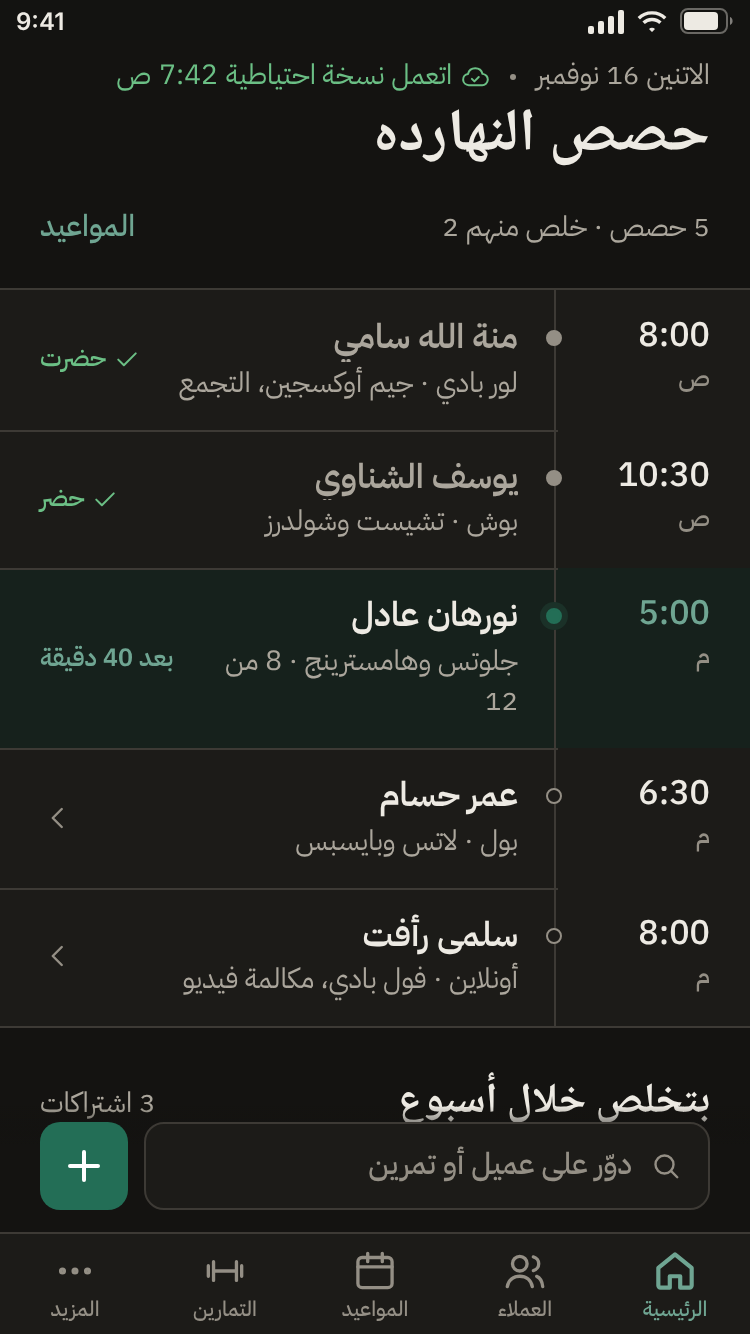 9:41
الاثنين 16 نوفمبر • اتعمل نسخة احتياطية 7:42 ص
حصص النهارده
5 حصص · خلص منهم 2
المواعيد
8:00
ص
منة الله سامي
لور بادي · جيم أوكسجين، التجمع
حضرت
10:30
ص
يوسف الشناوي
بوش · تشيست وشولدرز
حضر
5:00
م
نورهان عادل
جلوتس وهامسترينج · 8 من
12
بعد 40 دقيقة
6:30
م
عمر حسام
بول · لاتس وبايسبس
8:00
م
سلمى رأفت
أونلاين · فول بادي، مكالمة فيديو
بتخلص خلال أسبوع
3 اشتراكات
دوّر على عميل أو تمرين
الرئيسية
العملاء
المواعيد
التمارين
المزيد